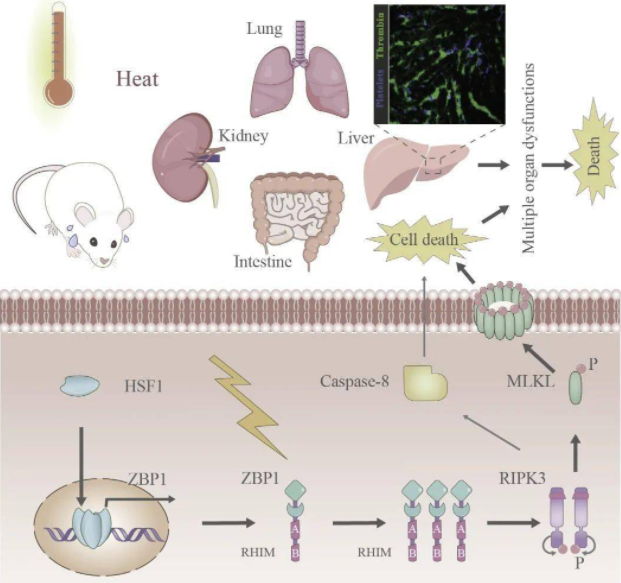 Heat
Lung
Kidney
Liver
Intestine
Platelets Thrombin
Multiple organ dysfunctions
Death
Cell death
HSF1
Caspase-8
MLKL
P
ZBP1
ZBP1
RIPK3
A
B
RHIM
A A A
B B B
RHIM
P